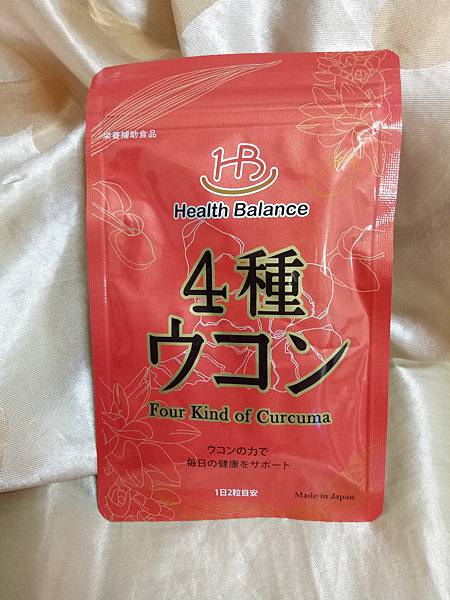 栄養補助食品
HB
Health Balance
4種
ウコン
Four Kind of Curcuma
ウコンの力で
毎日の健康をサポート
1日2粒目安
Made in Japan